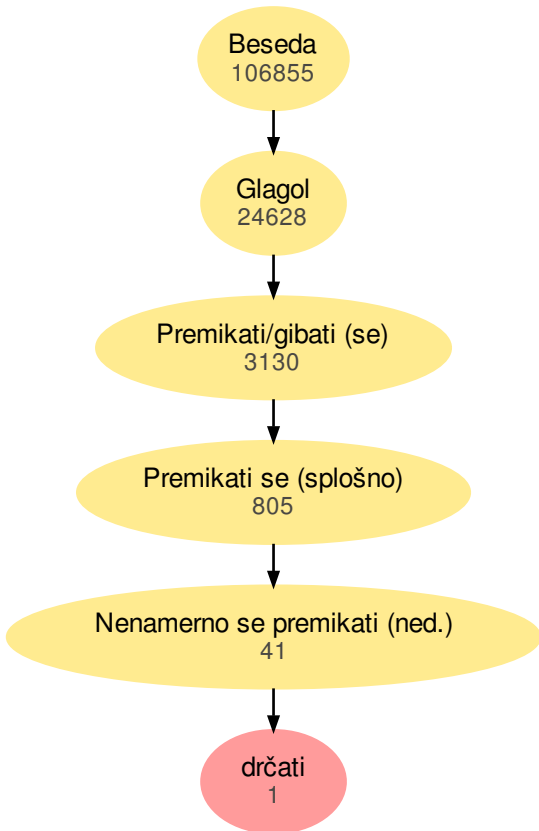 Beseda
106855
Glagol
24628
Premikati/gibati (se)
3130
Premikati se (splošno)
805
Nenamerno se premikati (ned.)
41
drčati
1